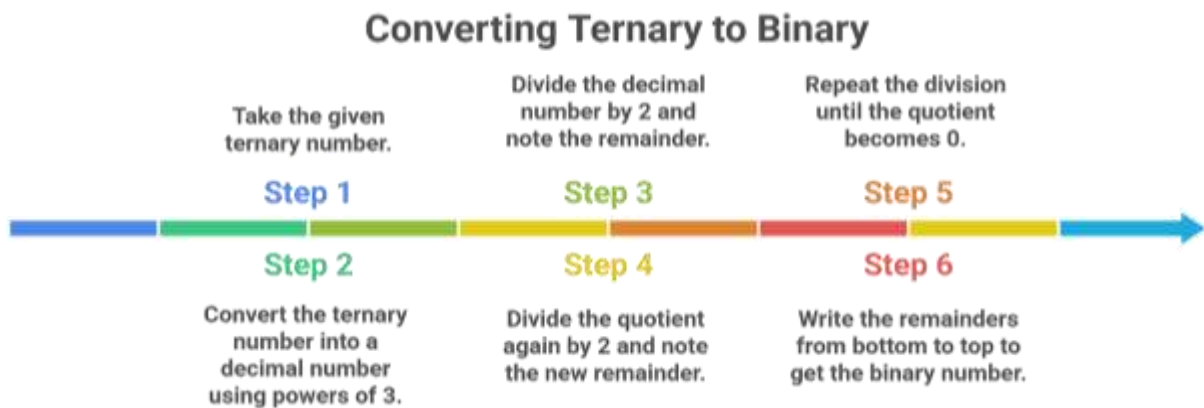 Converting Ternary to Binary
Take the given
ternary number.
Step 1
Step 2
Convert the ternary
number into a
decimal number
using powers of 3.
Divide the decimal
number by 2 and
note the remainder.
Step 3
Step 4
Divide the quotient
again by 2 and note
the new remainder.
Repeat the division
until the quotient
becomes 0.
Step 5
Step 6
Write the remainders
from bottom to top to
get the binary number.